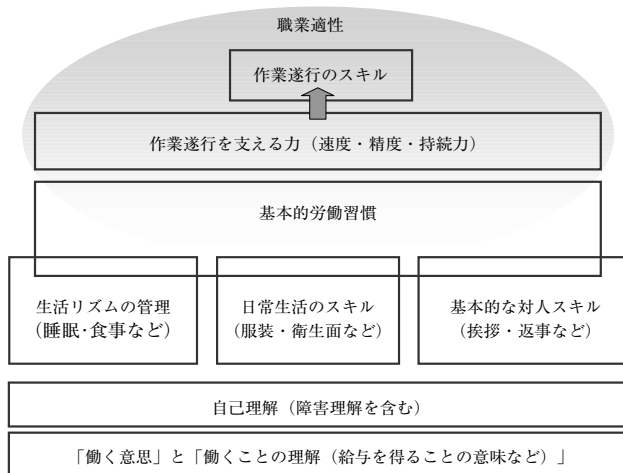 職業適性
作業遂行のスキル
作業遂行を支える力（速度・精度・持続力）
基本的労働習慣
生活リズムの管理
（睡眠・食事など）
日常生活のスキル
（服装・衛生面など）
基本的な対人スキル
（挨拶・返事など）
自己理解（障害理解を含む）
「働く意思」と「働くことの理解（給与を得ることの意味など）」